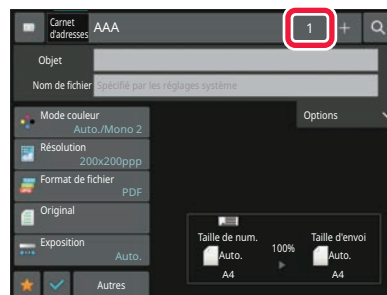 Carnet d'adresses
AAA
1
Objet
Nom de fichier
Spécifié par les réglages système
Mode couleur
Auto./Mono 2
Options
Résolution
200x200ppp
Format de fichier
PDF
Original
Exposition
Auto.
Taille de num.
Auto.
A4
100%
Taille d'envoi
Auto.
A4
Autres